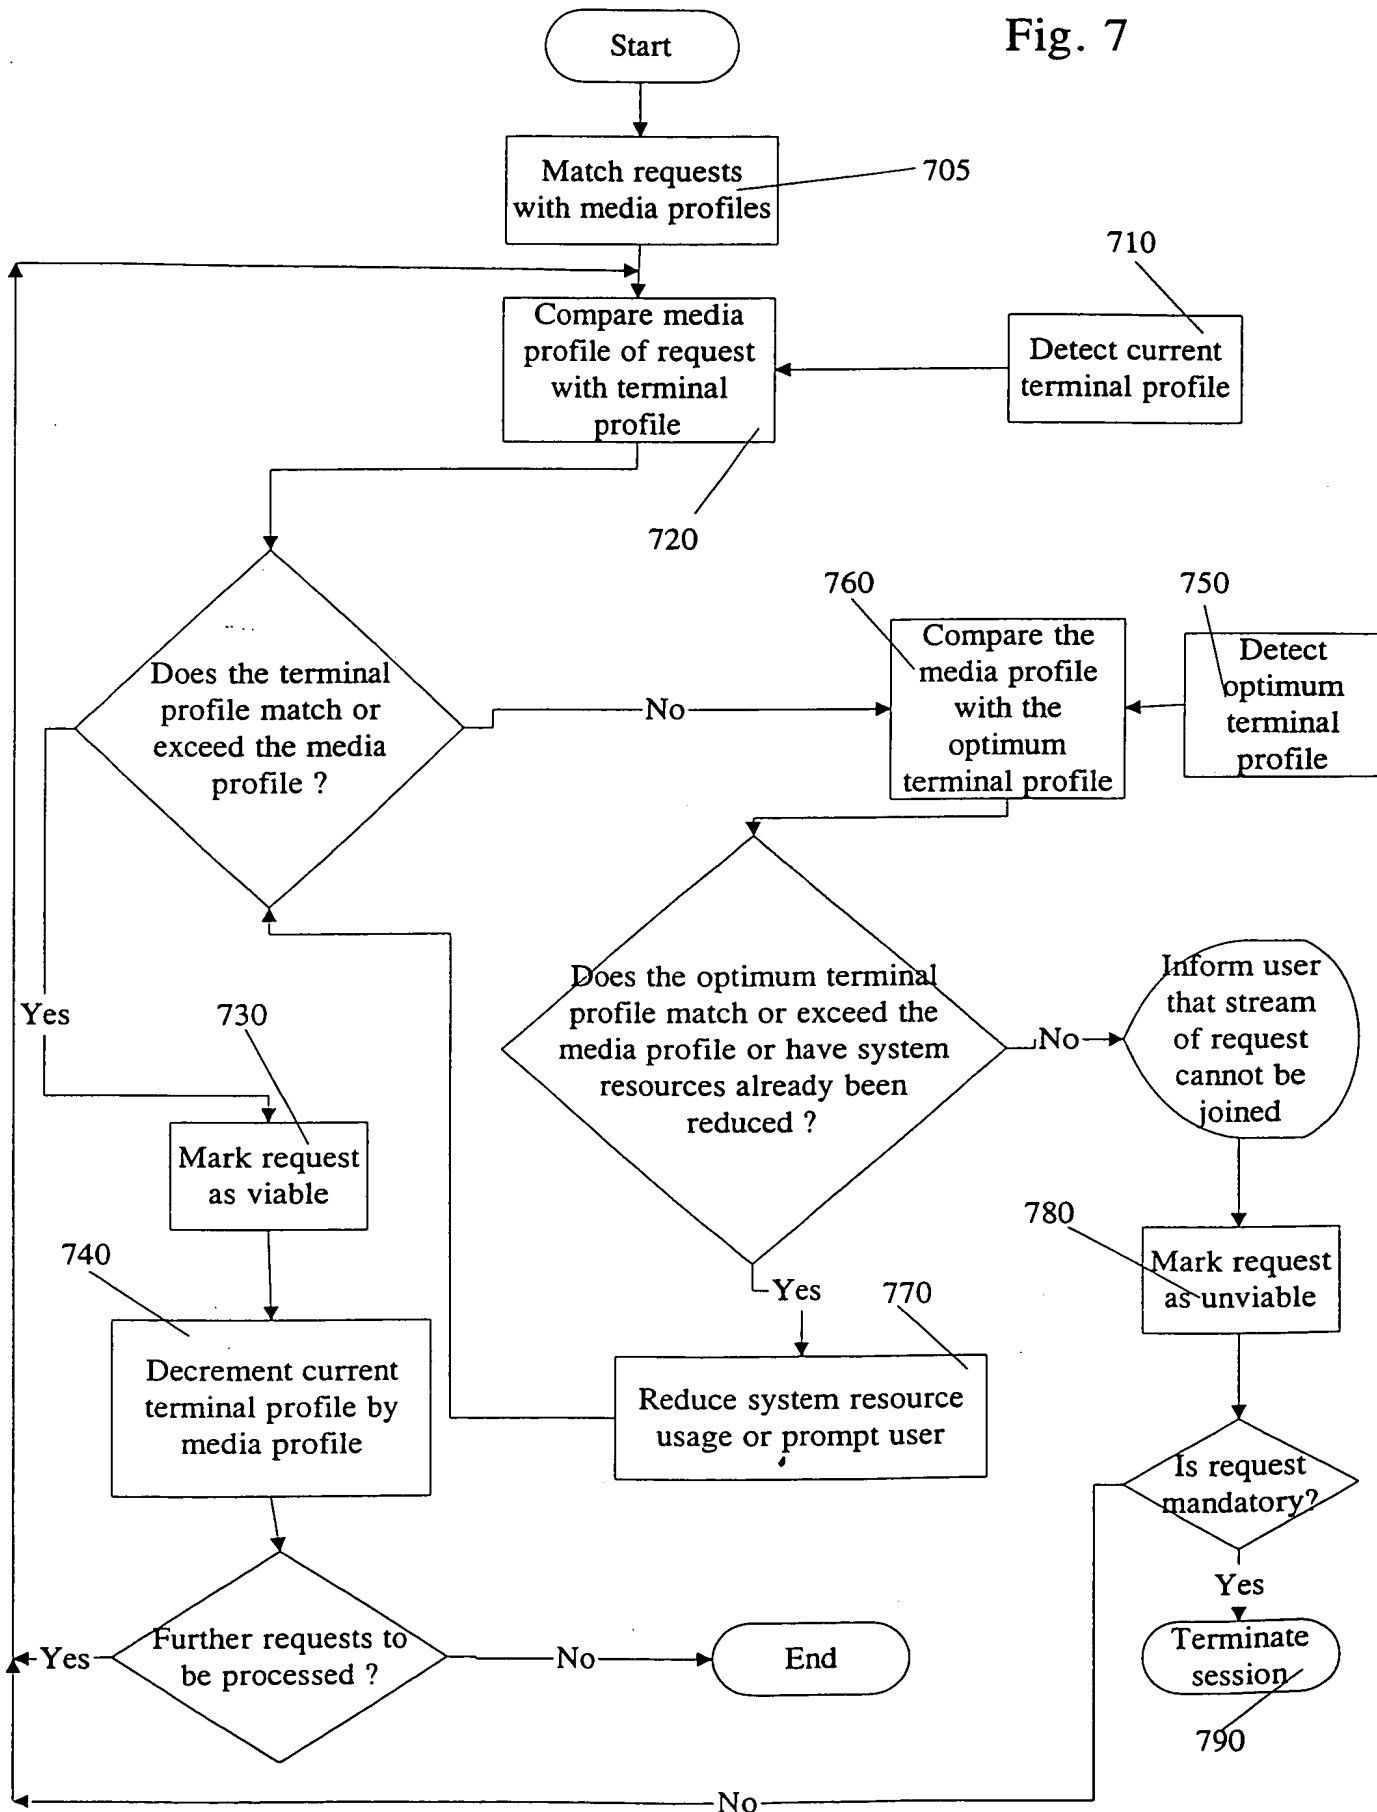 Fig. 7
Start
Match requests
with media profiles
705
710
Compare media
profile of request
with terminal
profile
Detect current
terminal profile
720
760
750
Compare the
media profile
with the
optimum
terminal profile
Detect
optimum
terminal
profile
Does the terminal
profile match or
exceed the media
profile ?
No
Yes
Does the optimum terminal
profile match or exceed the
media profile or have system
resources already been
reduced ?
No
Inform user
that stream
of request
cannot be
joined
730
Mark request
as viable
780
Mark request
as unviable
740
Yes
770
Decrement current
terminal profile by
media profile
Reduce system resource
usage or prompt user
Is request
mandatory?
Yes
Further requests to
be processed ?
Yes
No
End
Terminate
session
790
No